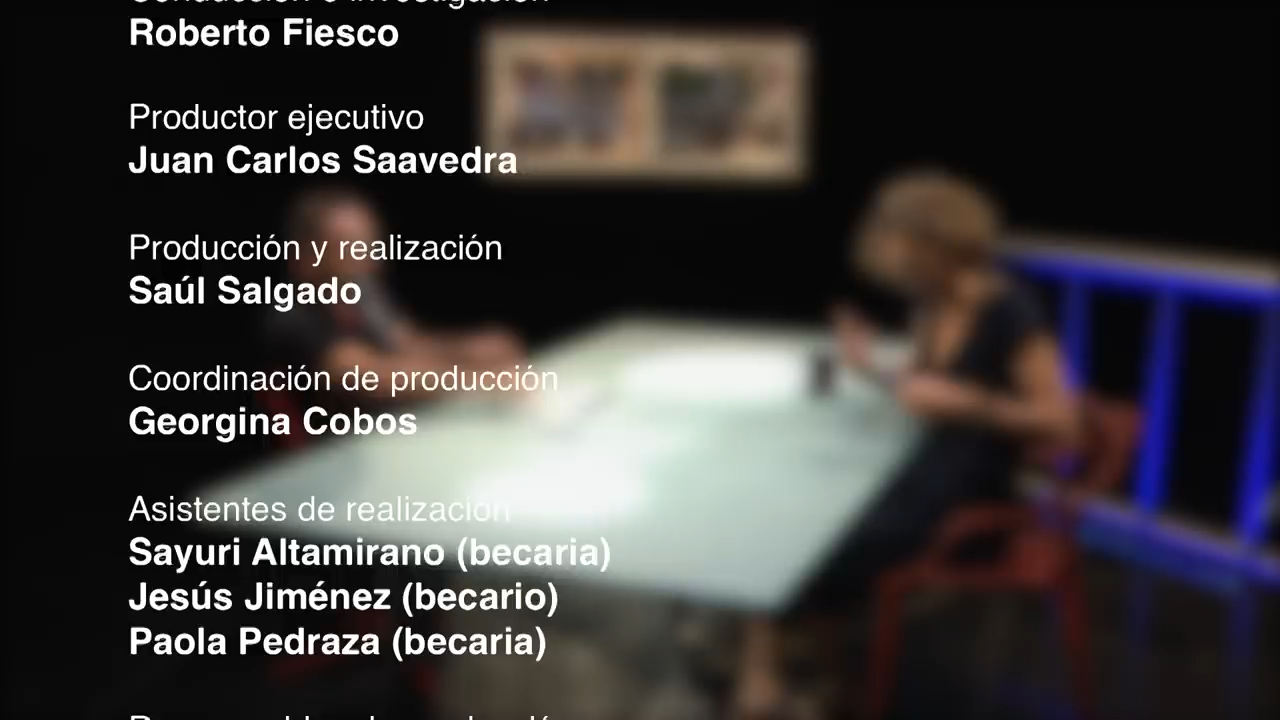 Roberto Fiesco
Productor ejecutivo
Juan Carlos Saavedra
Producción y realización
Saúl Salgado
Coordinación de producción
Georgina Cobos
Asistentes de realización
Sayuri Altamirano (becaria)
Jesús Jiménez (becario)
Paola Pedraza (becaria)